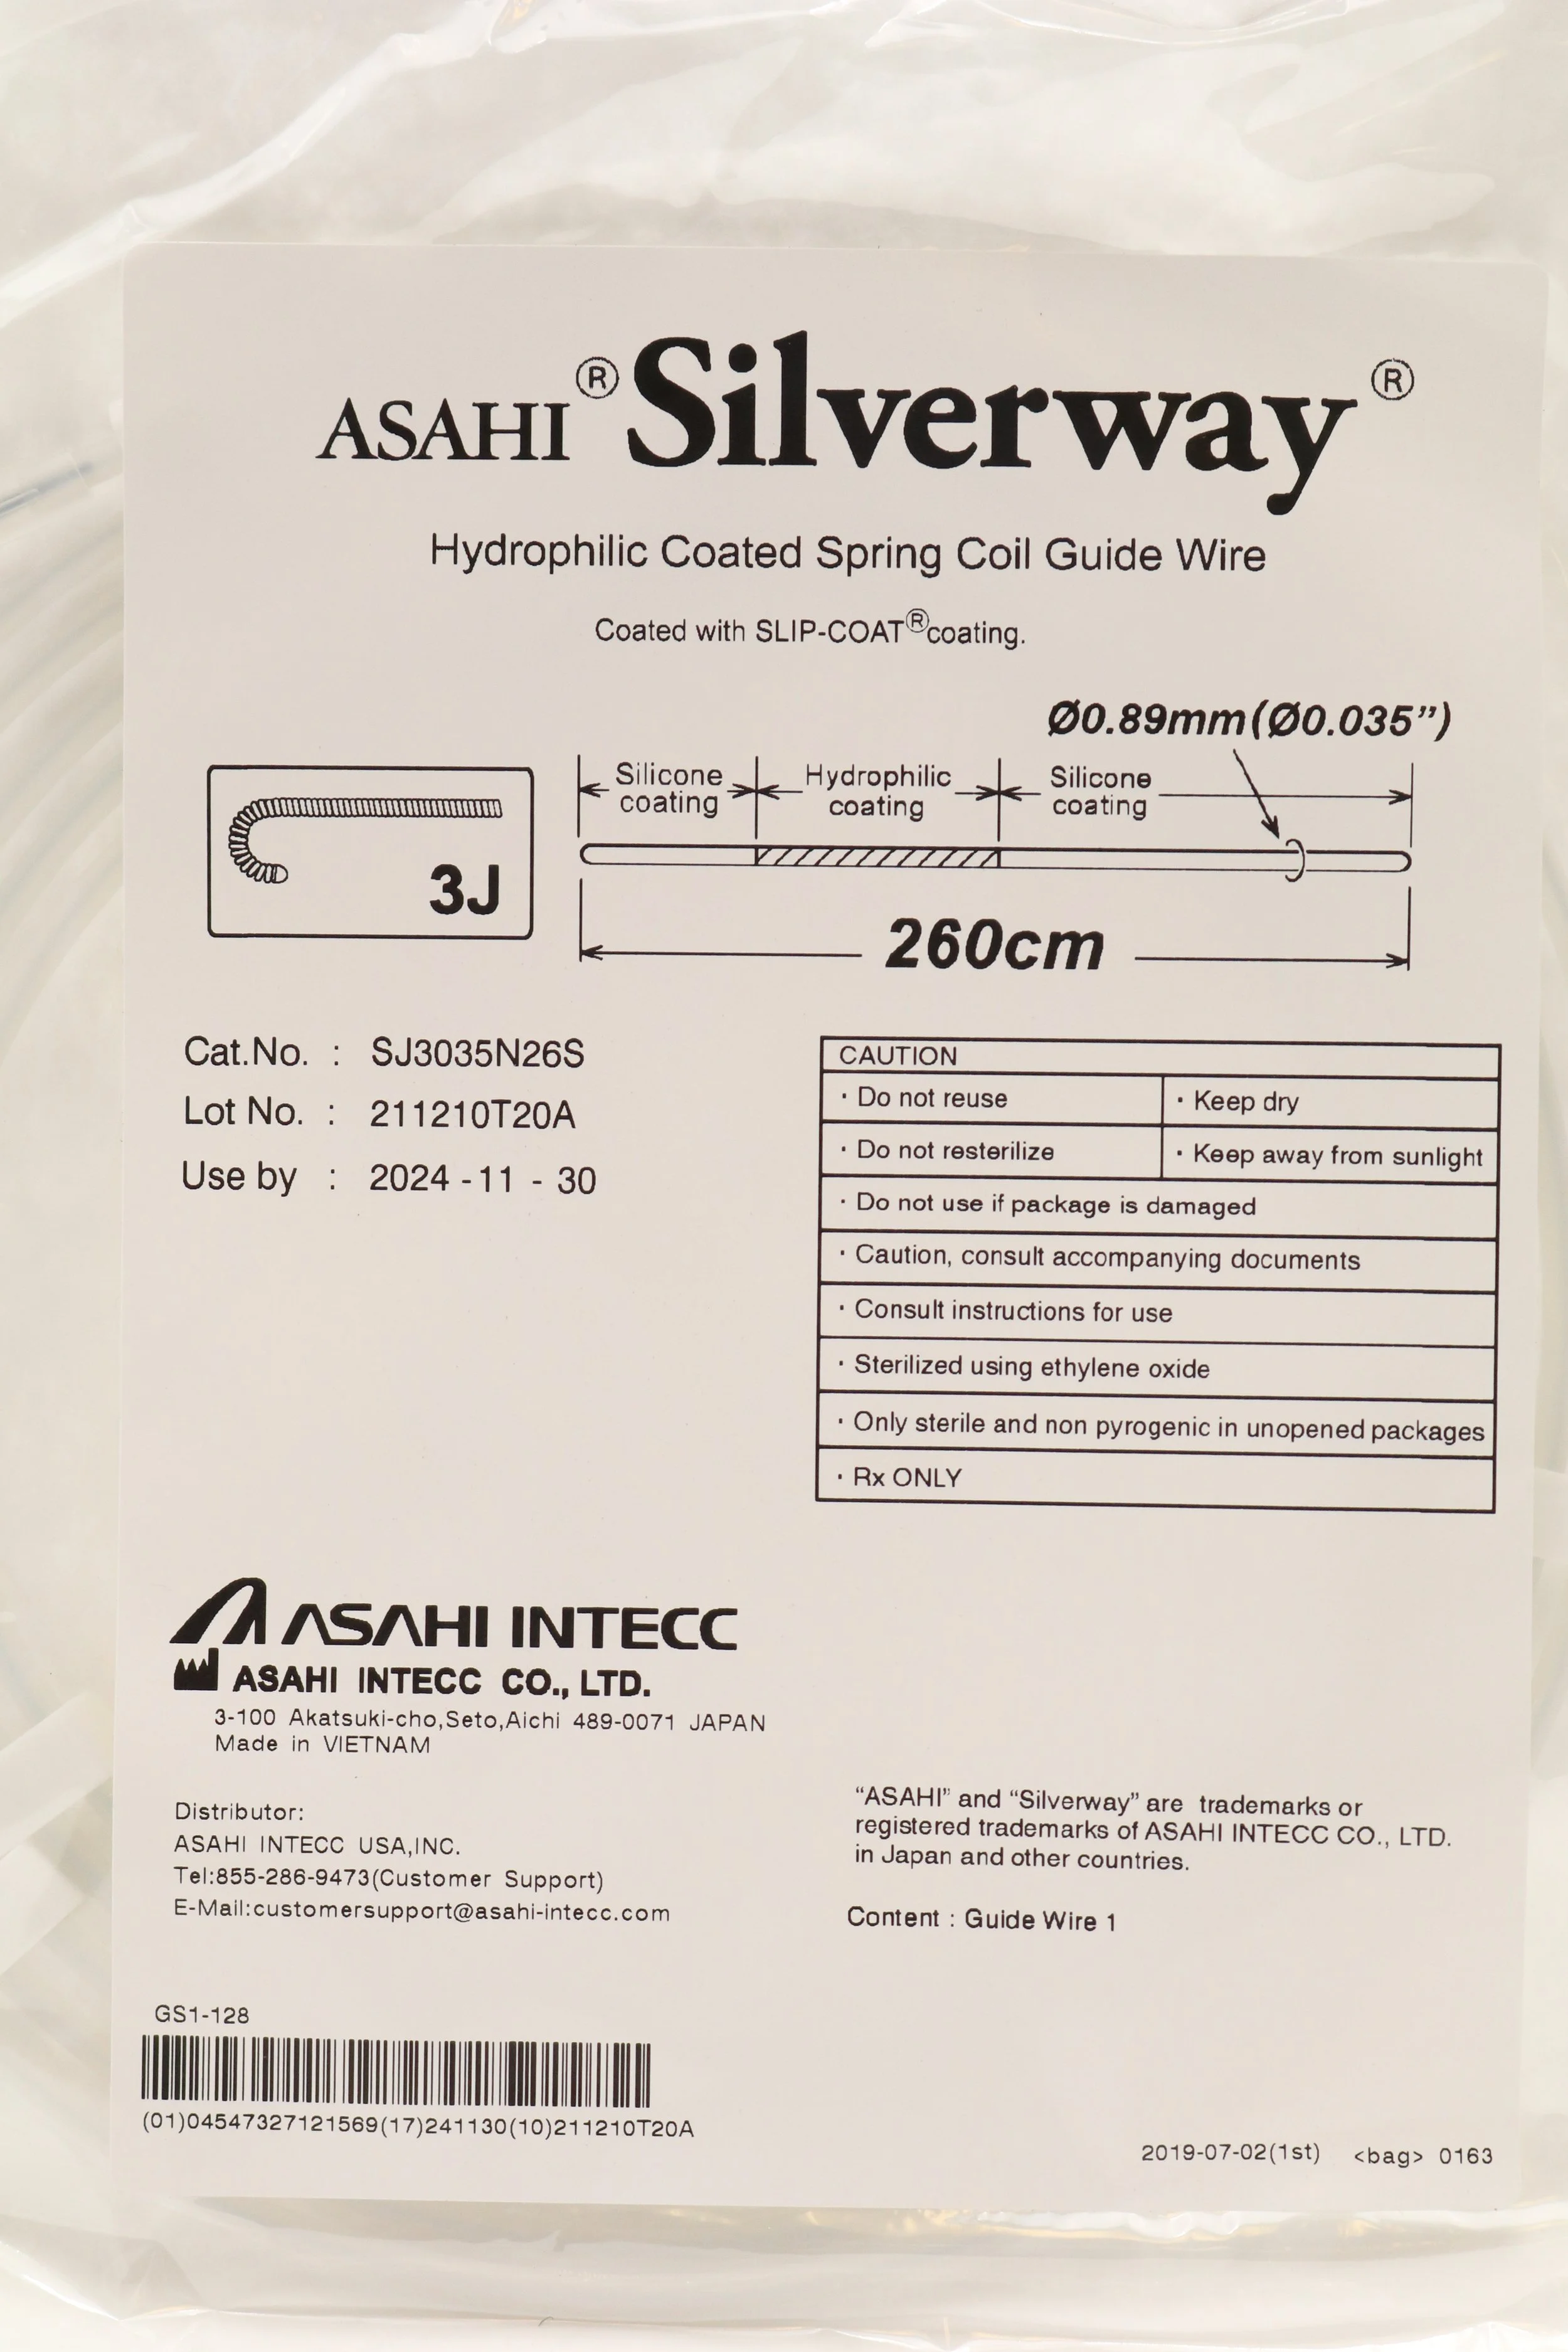 ASAHI® Silverway®
Hydrophilic Coated Spring Coil Guide Wire
Coated with SLIP-COAT®coating.
Ø0.89mm(Ø0.035”)
Silicone
coating
Hydrophilic
coating
Silicone
coating
3J
260cm
Cat.No. : SJ3035N26S
Lot No. : 211210T20A
Use by : 2024 -11 - 30
CAUTION
· Do not reuse
· Keep dry
· Do not resterilize
· Keep away from sunlight
· Do not use if package is damaged
· Caution, consult accompanying documents
· Consult instructions for use
· Sterilized using ethylene oxide
· Only sterile and non pyrogenic in unopened packages
· Rx ONLY
ASAHI INTECC
ASAHI INTECC CO., LTD.
3-100 Akatsuki-cho,Seto,Aichi 489-0071 JAPAN
Made in VIETNAM
Distributor:
ASAHI INTECC USA,INC.
Tel:855-286-9473(Customer Support)
E-Mail:customersupport@asahi-intecc.com
“ASAHI” and “Silverway” are trademarks or
registered trademarks of ASAHI INTECC CO., LTD.
in Japan and other countries.
Content : Guide Wire 1
GS1-128
(01)04547327121569(17)241130(10)211210T20A
2019-07-02(1st) <bag> 0163